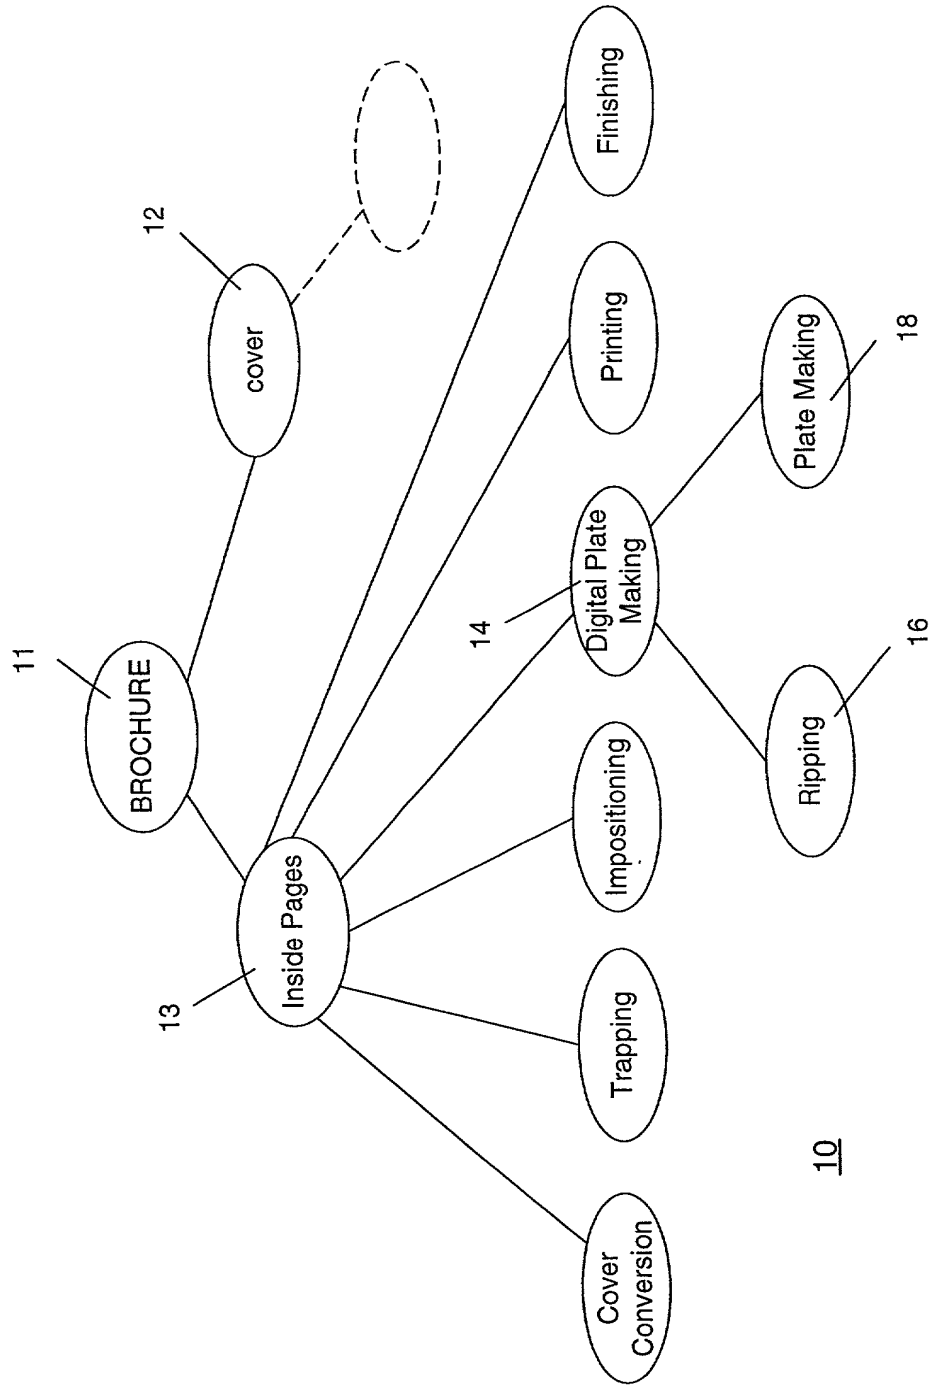 11
BROCHURE
12
cover
13
Inside Pages
14
Cover
Conversion
Trapping
Impositioning
Digital Plate
Making
Printing
Finishing
Ripping
16
Plate Making
18
10